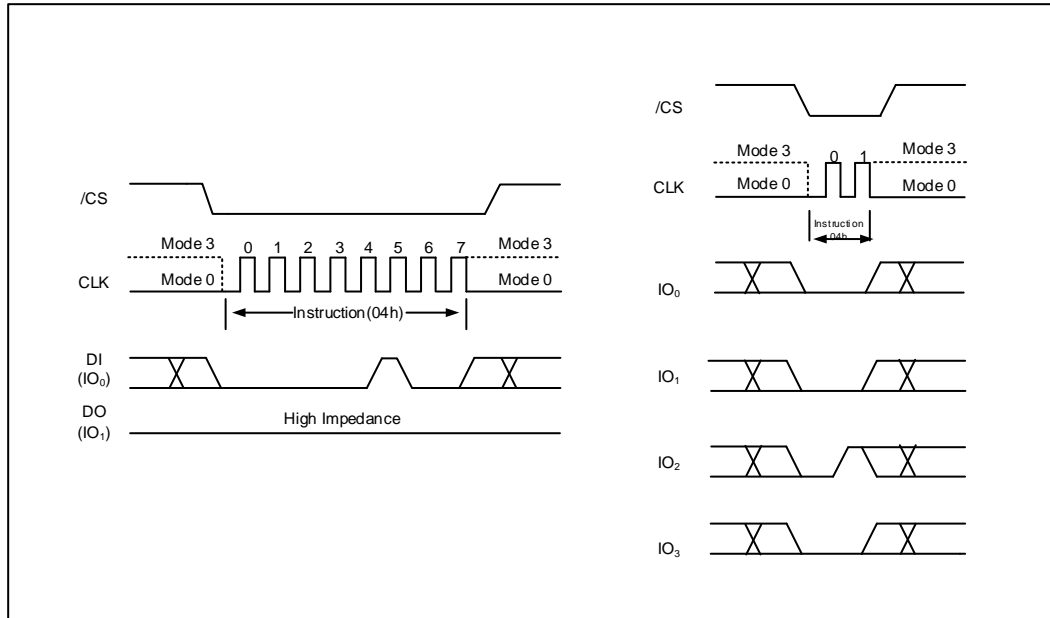 /CS
Mode 3 0 1 2 3 4 5 6 7 Mode 3
CLK Mode 0 Mode 0
Instruction(04h)
DI
(IO₀)
DO
(IO₁)
High Impedance
/CS
Mode 3 0 1 Mode 3
CLK Mode 0 Mode 0
Instruction
04h
IO₀
IO₁
IO₂
IO₃